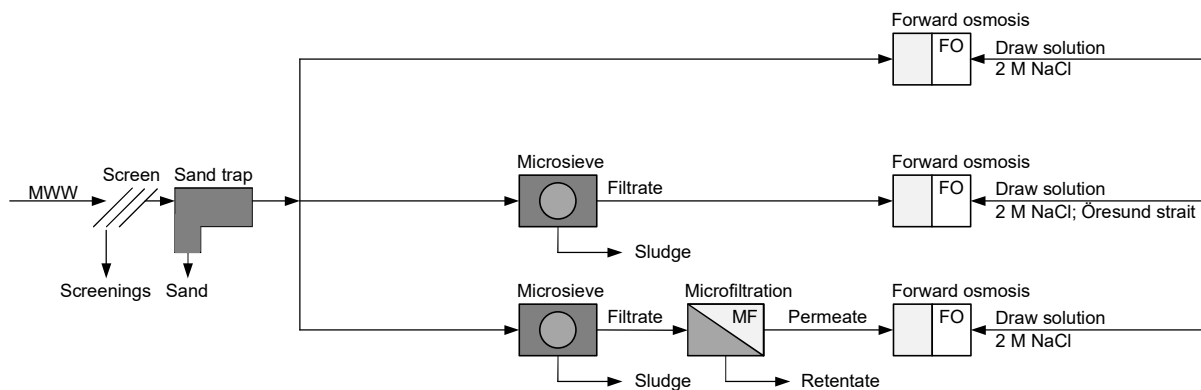 Forward osmosis
FO
Draw solution
2 M NaCl
MWW
Screen
Sand trap
Screenings
Sand
Microsieve
Filtrate
Sludge
Forward osmosis
FO
Draw solution
2 M NaCl; Öresund strait
Microsieve
Filtrate
Sludge
Microfiltration
MF
Permeate
Retentate
Forward osmosis
FO
Draw solution
2 M NaCl